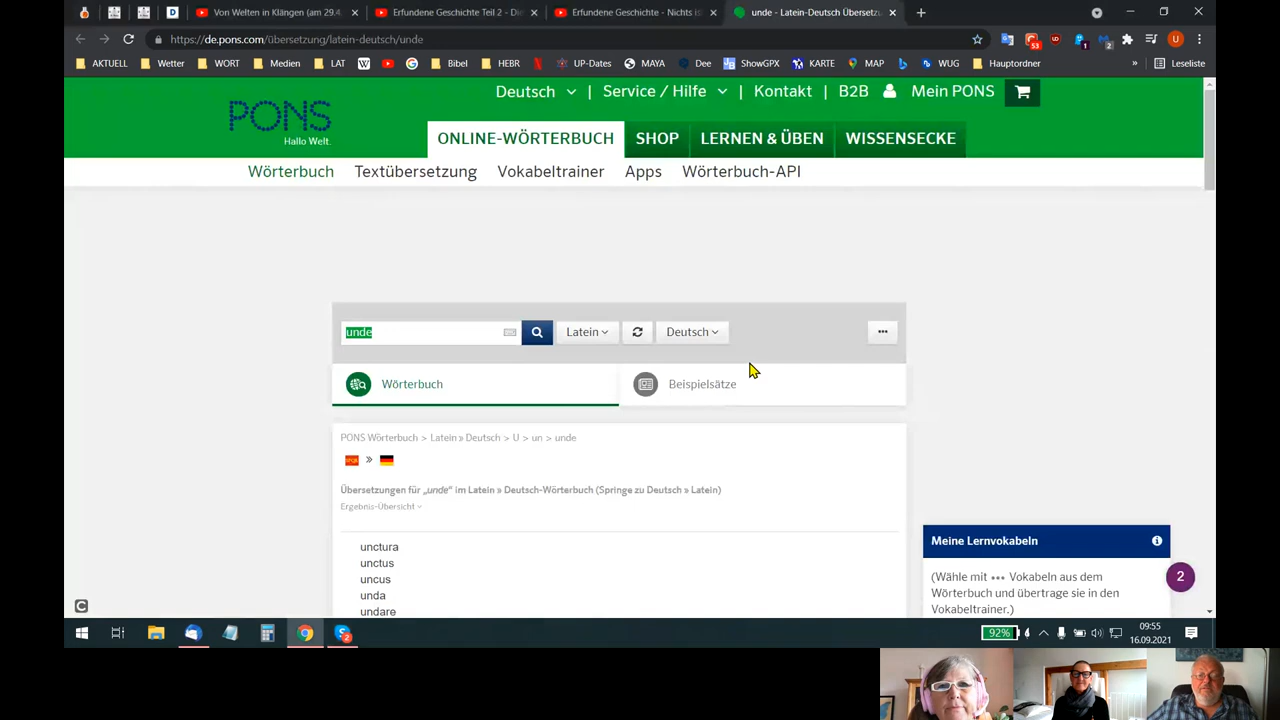 Von Welten in Klängen (am 29.4.
Erfundene Geschichte Teil 2 - Die
Erfundene Geschichte - Nichts is
unde - Latein-Deutsch Übersetzu
https://de.pons.com/übersetzung/latein-deutsch/unde
AKTUELL Wetter WORT Medien LAT Bibel HEBR UP-Dates MAYA Dee ShowGPX KARTE MAP WUG Hauptordner » Leseliste
Deutsch | Service / Hilfe | Kontakt | B2B Mein PONS
PONS
Hallo Welt.
ONLINE-WÖRTERBUCH SHOP LERNEN & ÜBEN WISSENSECKE
Wörterbuch Textübersetzung Vokabeltrainer Apps Wörterbuch-API
unde Latein Deutsch
Wörterbuch Beispielsätze
PONS Wörterbuch > Latein » Deutsch > U > un > unde
»
Übersetzungen für „unde“ im Latein » Deutsch-Wörterbuch (Springe zu Deutsch » Latein)
Ergebnis-Übersicht
unctura
unctus
uncus
unda
undare
Meine Lernvokabeln
(Wähle mit ••• Vokabeln aus dem
Wörterbuch und übertrage sie in den
Vokabeltrainer.)
2
92%
09:55
16.09.2021